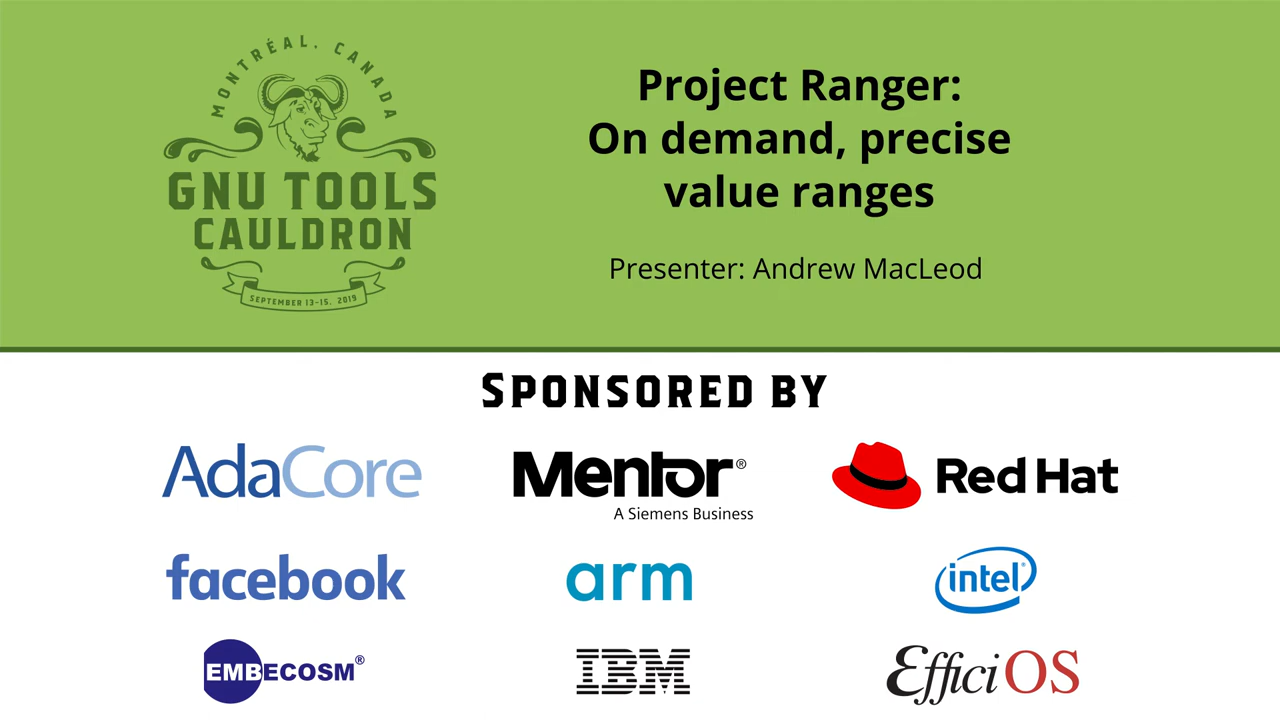 MONTRÉAL, CANADA
GNU TOOLS
CAULDRON
SEPTEMBER 13-15, 2019
Project Ranger:
On demand, precise
value ranges
Presenter: Andrew MacLeod
SPONSORED BY
AdaCore
Mentor®
A Siemens Business
Red Hat
facebook
arm
intel®
EMBECOSM®
IBM
EfficiOS